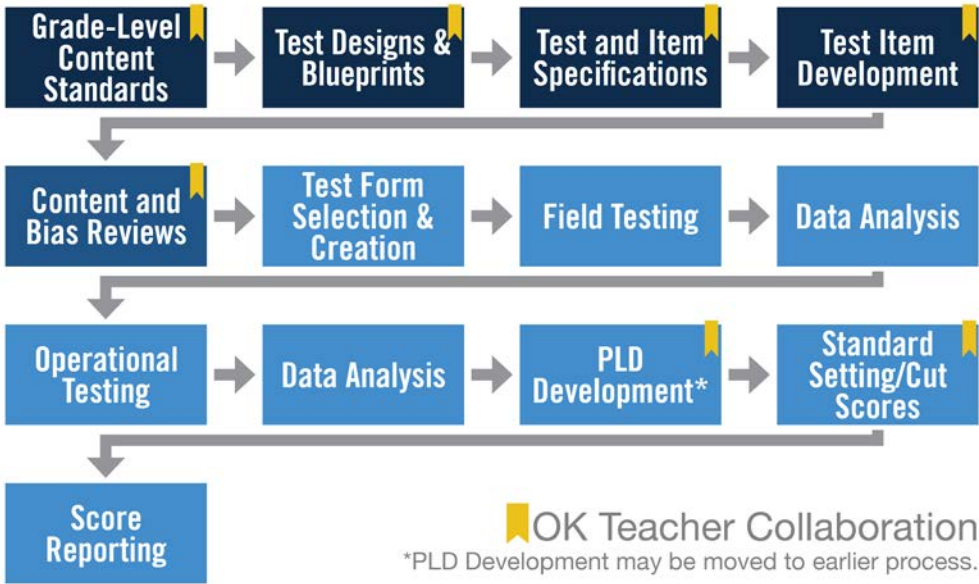 Grade-Level
Content
Standards
Test Designs &
Blueprints
Test and Item
Specifications
Test Item
Development
Content and
Bias Reviews
Test Form
Selection &
Creation
Field Testing
Data Analysis
Operational
Testing
Data Analysis
PLD
Development*
Standard
Setting/Cut
Scores
Score
Reporting
OK Teacher Collaboration
*PLD Development may be moved to earlier process.